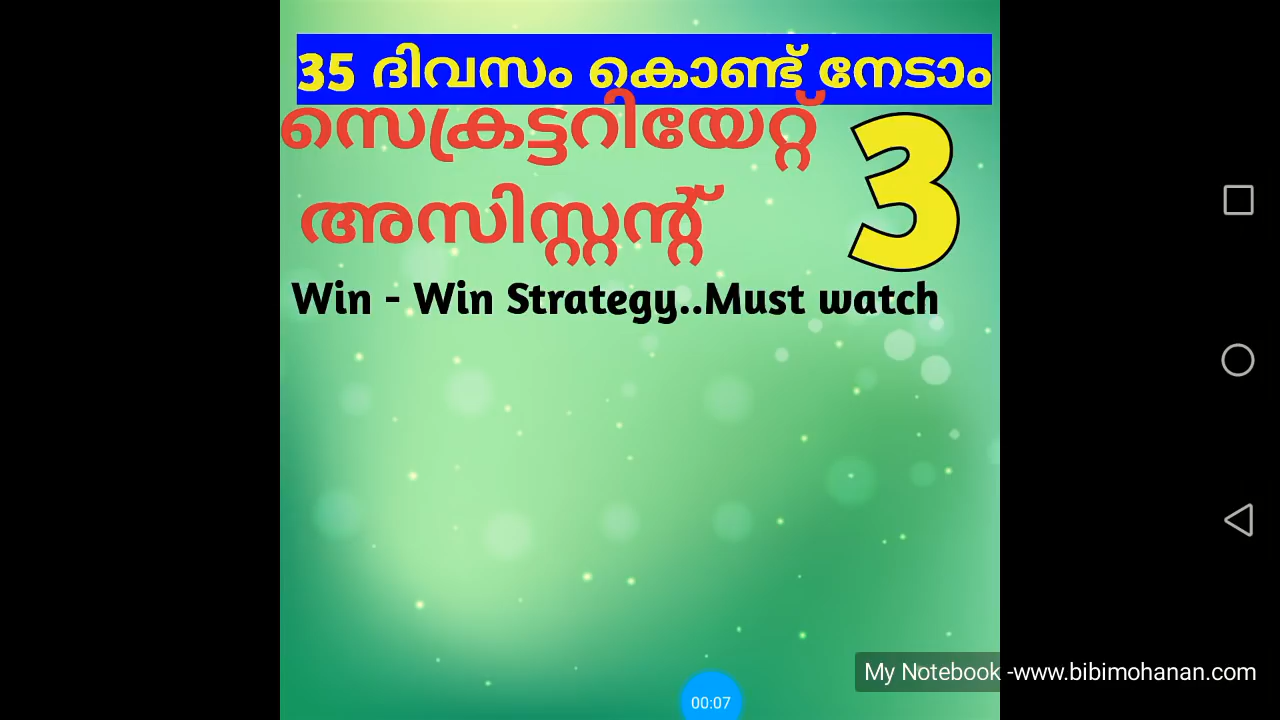 35 ദിവസം കൊണ്ട് നേടാം
സെക്രട്ടറിയേറ്റ്
അസിസ്റ്റന്റ്
3
Win - Win Strategy..Must watch
My Notebook -www.bibimohanan.com
00:07